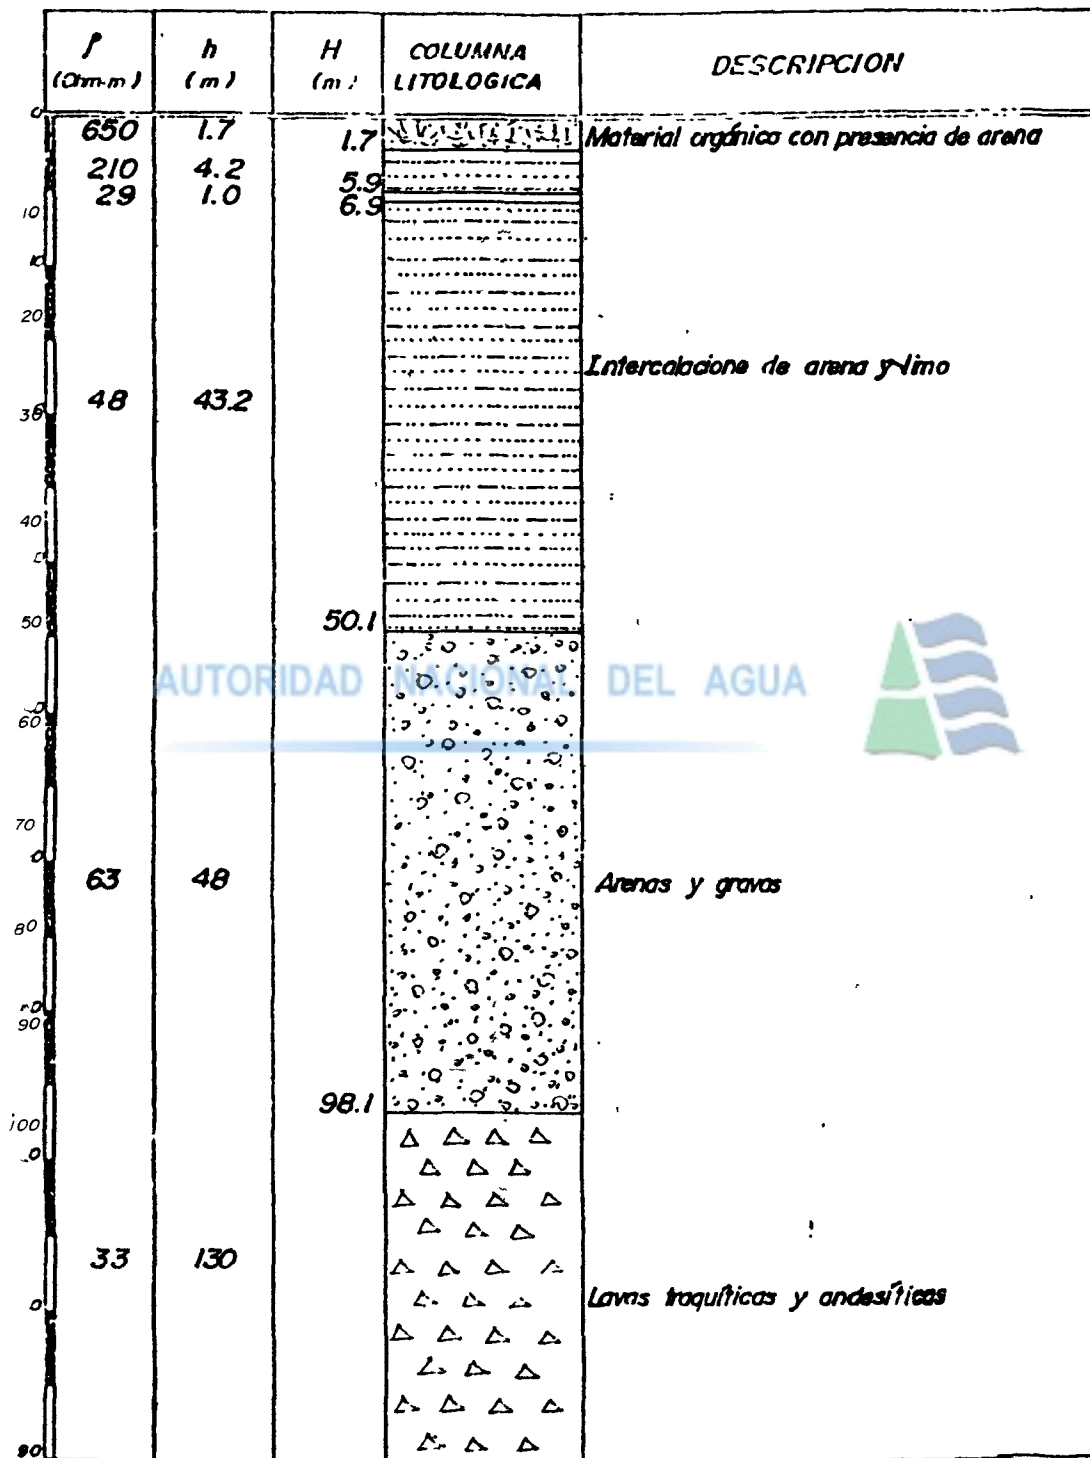 ρ h H COLUMNA DESCRIPCION
(Ohm-m) (m) (m) LITOLOGICA
0
650 1.7 1.7 Material orgánico con presencia de arena
210 4.2 5.9
29 1.0 6.9
10
20
Intercalacione de arena y limo
48 43.2
30
40
50 50.1
AUTORIDAD NACIONAL DEL AGUA
60
70
63 48 Arenas y gravas
80
90
98.1
100
33 130
Lavas traquíticas y andesíticas